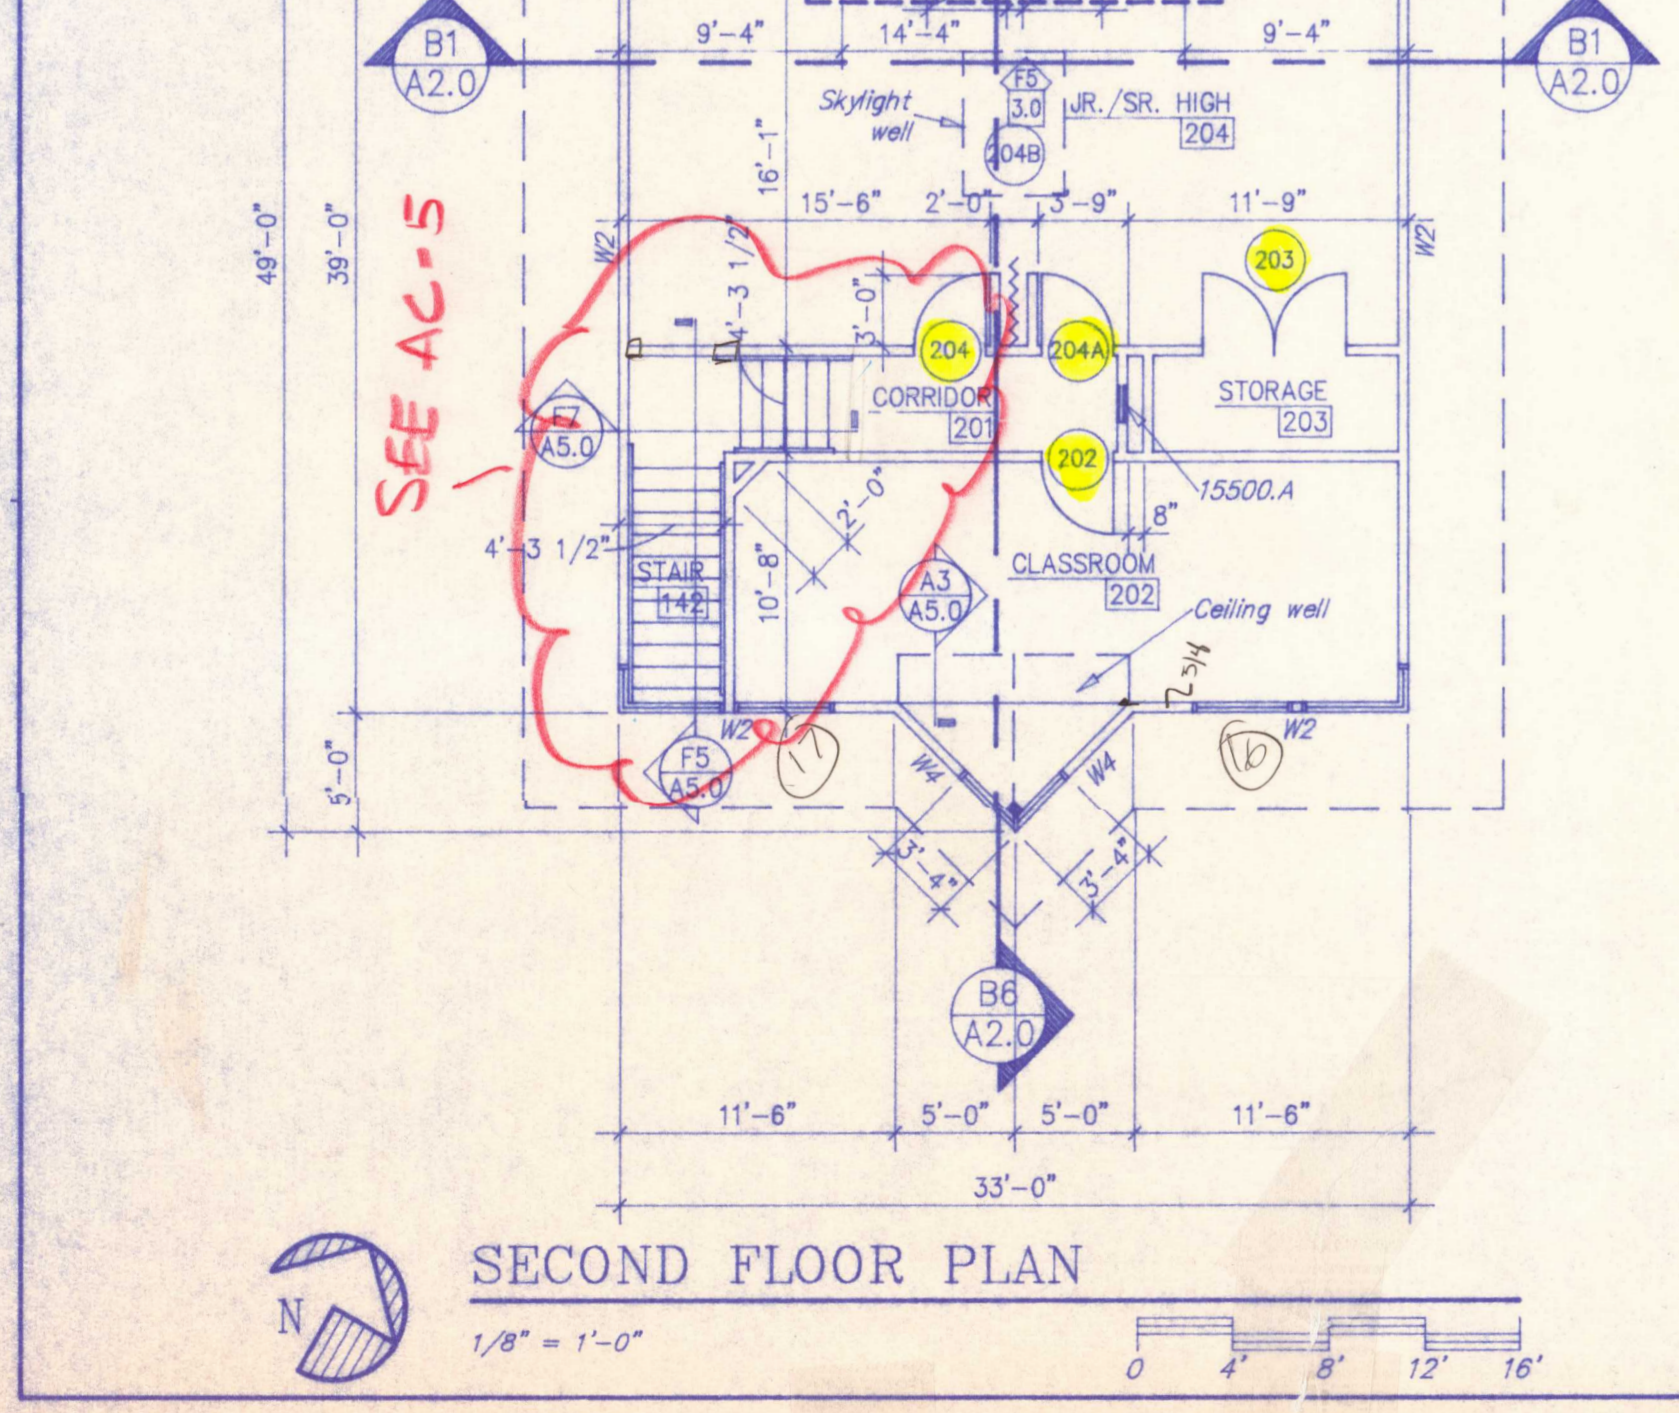 B1
A2.0
9'-4"
14'-4"
9'-4"
B1
A2.0
Skylight
well
F5
3.0
JR./SR. HIGH
204
204B
16'-1"
15'-6"
2'-0"
3'-9"
11'-9"
49'-0"
39'-0"
SEE AC-5
W2
4'-3 1/2"
3'-0"
203
W2
204
204A
CORRIDOR
201
STORAGE
203
F7
A5.0
202
15500.A
2'-0"
8"
4'-3 1/2"
STAIR
142
10'-8"
A3
A5.0
CLASSROOM
202
Ceiling well
2 3/4
W2
17
W2
16
5'-0"
F5
A5.0
W4
W4
3'-4"
3'-4"
B6
A2.0
11'-6"
5'-0"
5'-0"
11'-6"
33'-0"
N
SECOND FLOOR PLAN
1/8" = 1'-0"
0 4' 8' 12' 16'